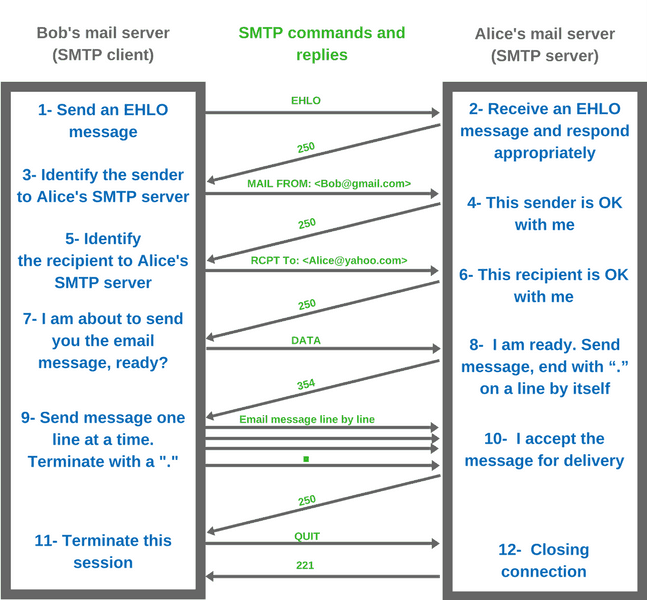 Bob's mail server
(SMTP client)
SMTP commands and
replies
Alice's mail server
(SMTP server)
1- Send an EHLO
message
EHLO
2- Receive an EHLO
message and respond
appropriately
250
3- Identify the sender
to Alice's SMTP server
MAIL FROM: <Bob@gmail.com>
4- This sender is OK
with me
250
5- Identify
the recipient to Alice's
SMTP server
RCPT To: <Alice@yahoo.com>
6- This recipient is OK
with me
250
7- I am about to send
you the email
message, ready?
DATA
8-  I am ready. Send
message, end with “.”
on a line by itself
354
9- Send message one
line at a time.
Terminate with a "."
Email message line by line
.
10-  I accept the
message for delivery
250
11- Terminate this
session
QUIT
12-  Closing
connection
221